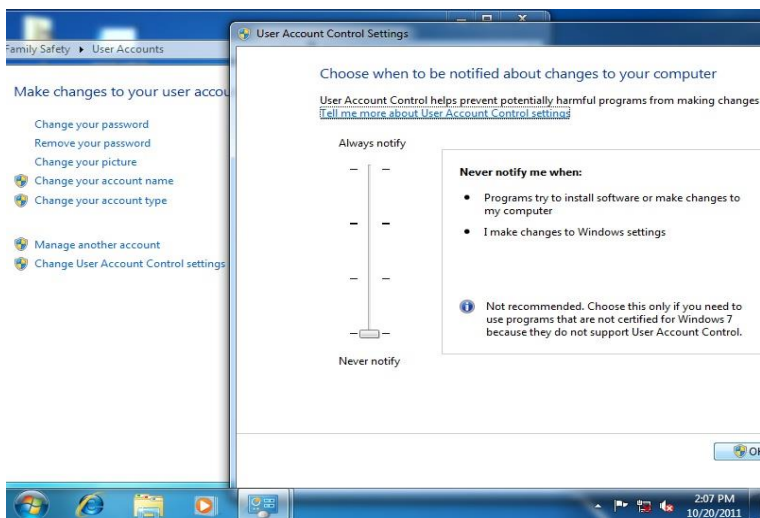 User Account Control Settings
Family Safety ▸ User Accounts
Make changes to your user accou
Change your password
Remove your password
Change your picture
Change your account name
Change your account type
Manage another account
Change User Account Control settings
Choose when to be notified about changes to your computer
User Account Control helps prevent potentially harmful programs from making changes
Tell me more about User Account Control settings
Always notify
Never notify me when:
• Programs try to install software or make changes to
my computer
• I make changes to Windows settings
Not recommended. Choose this only if you need to
use programs that are not certified for Windows 7
because they do not support User Account Control.
Never notify
OK
2:07 PM
10/20/2011